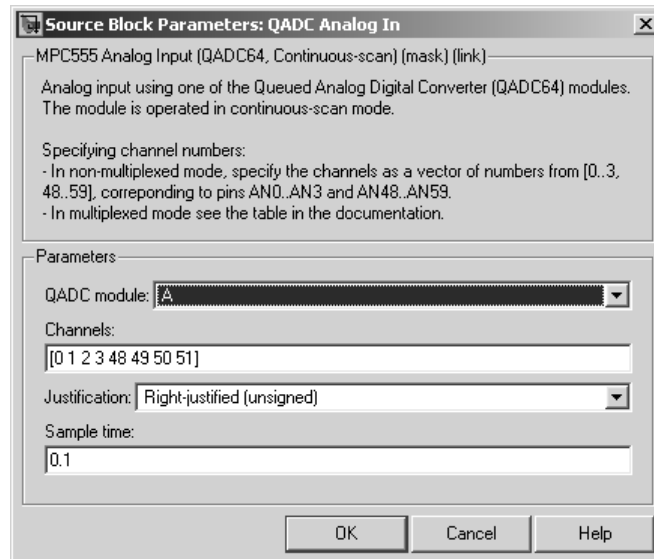 Source Block Parameters: QADC Analog In
MPC555 Analog Input (QADC64, Continuous-scan) (mask) (link)
Analog input using one of the Queued Analog Digital Converter (QADC64) modules.
The module is operated in continuous-scan mode.
Specifying channel numbers:
- In non-multiplexed mode, specify the channels as a vector of numbers from [0..3,
48..59], correponding to pins AN0..AN3 and AN48..AN59.
- In multiplexed mode see the table in the documentation.
Parameters
QADC module: A
Channels:
[0 1 2 3 48 49 50 51]
Justification: Right-justified (unsigned)
Sample time:
0.1
OK Cancel Help